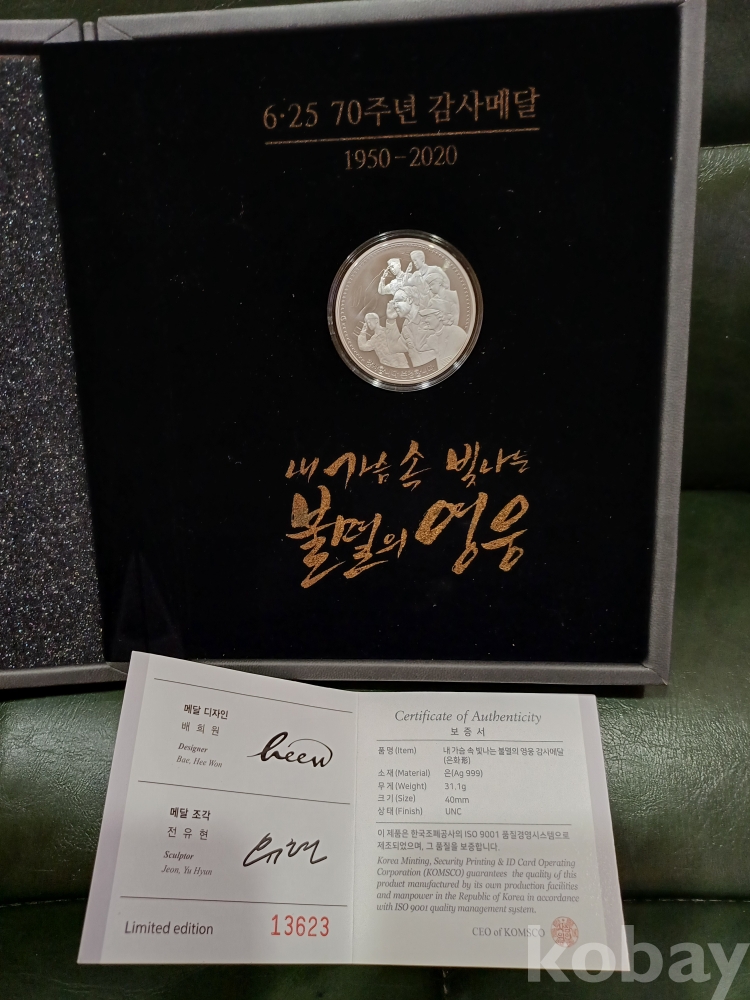 6·25 70주년 감사메달
1950-2020
내 가슴 속 빛나는
불멸의 영웅
메달 디자인
배 희 원
Designer
Bae, Hee Won
heew
메달 조각
전 유 현
Sculptor
Jeon, Yu Hyun
Limited edition 13623
Certificate of Authenticity
보 증 서
품 명 (Item) 내 가슴 속 빛나는 불멸의 영웅 감사메달
(은화形)
소 재 (Material) 은(Ag 999)
무 게 (Weight) 31.1g
크 기 (Size) 40mm
상 태 (Finish) UNC
이 제품은 한국조폐공사의 ISO 9001 품질경영시스템으로
제조되었으며, 그 품질을 보증합니다.
Korea Minting, Security Printing & ID Card Operating
Corporation (KOMSCO) guarantees the quality of this
product manufactured by its own production facilities
and manpower in the Republic of Korea in accordance
with ISO 9001 quality management system.
CEO of KOMSCO
kobay